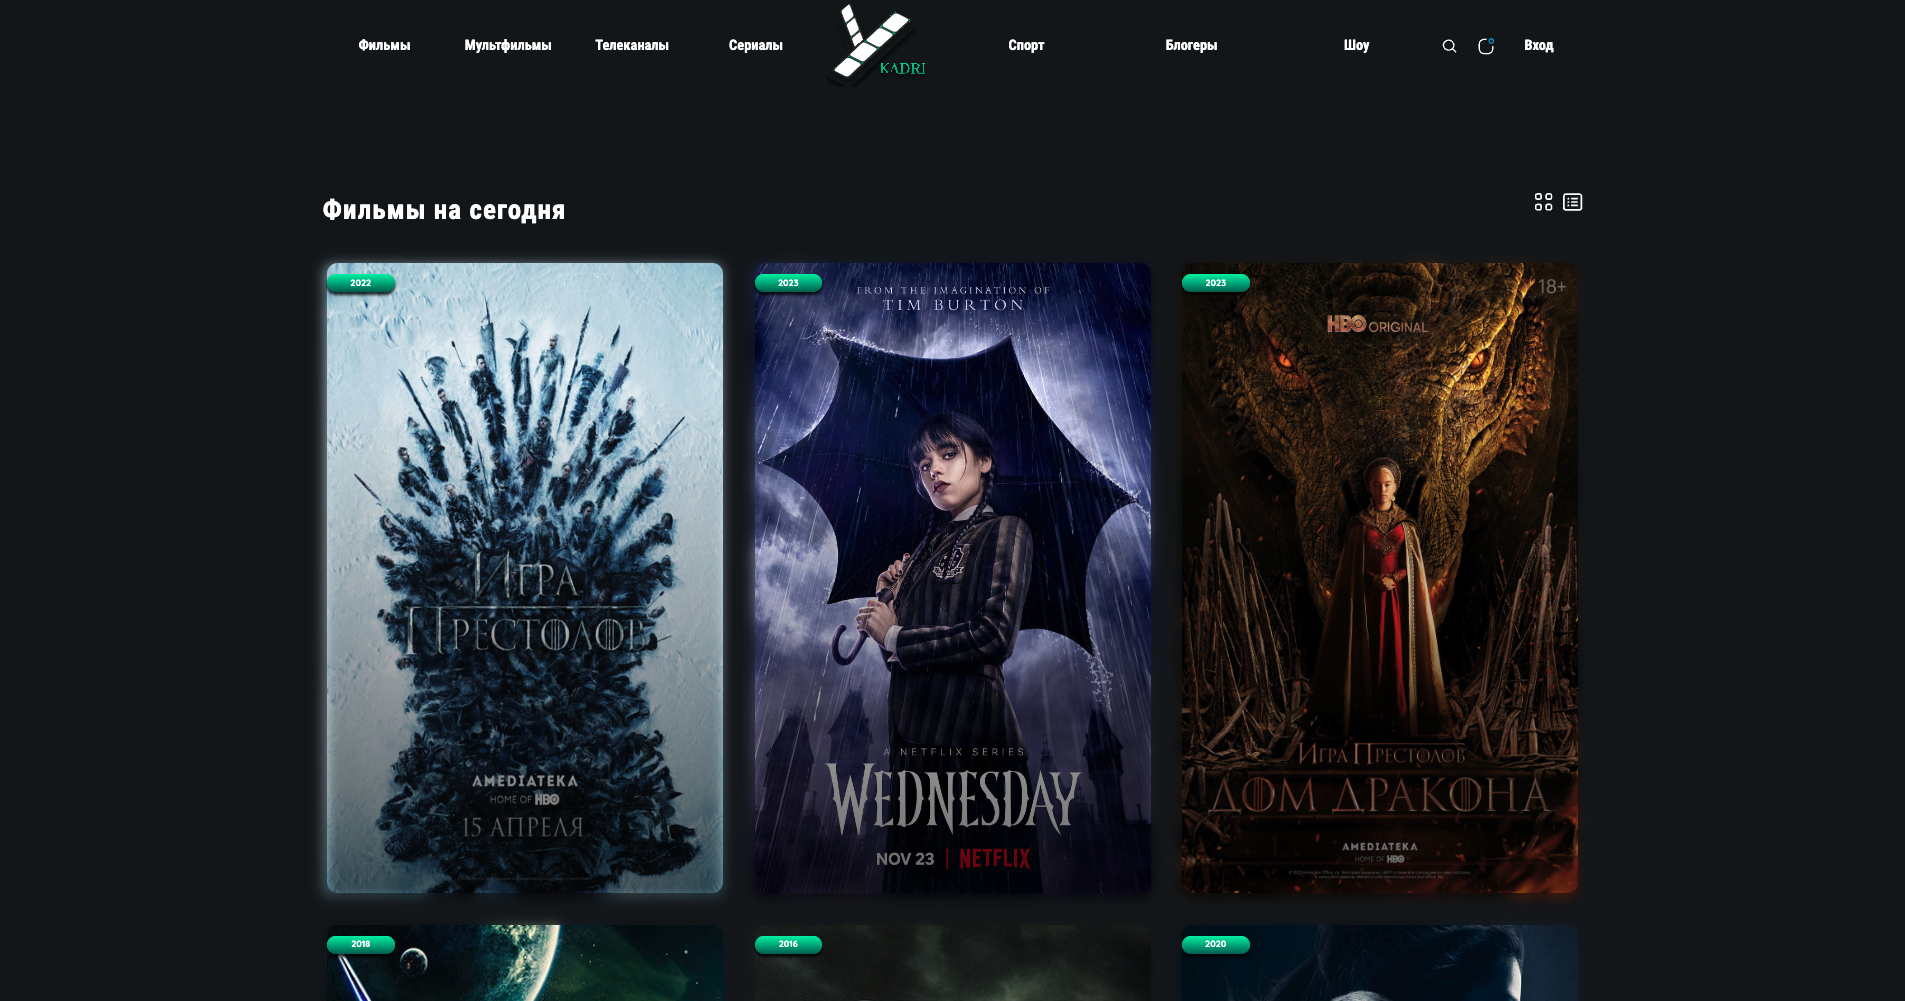 Фильмы
Мультфильмы
Телеканалы
Сериалы
KADRI
Спорт
Блогеры
Шоу
Вход
Фильмы на сегодня
2022
ИГРА
ПРЕСТОЛОВ
AMEDIATEKA
HOME OF HBO
15 АПРЕЛЯ
2023
FROM THE IMAGINATION OF
TIM BURTON
A NETFLIX SERIES
WEDNESDAY
NOV 23 | NETFLIX
2023
18+
HBO ORIGINAL
ИГРА ПРЕСТОЛОВ
ДОМ ДРАКОНА
AMEDIATEKA
HOME OF HBO
2018
2016
2020